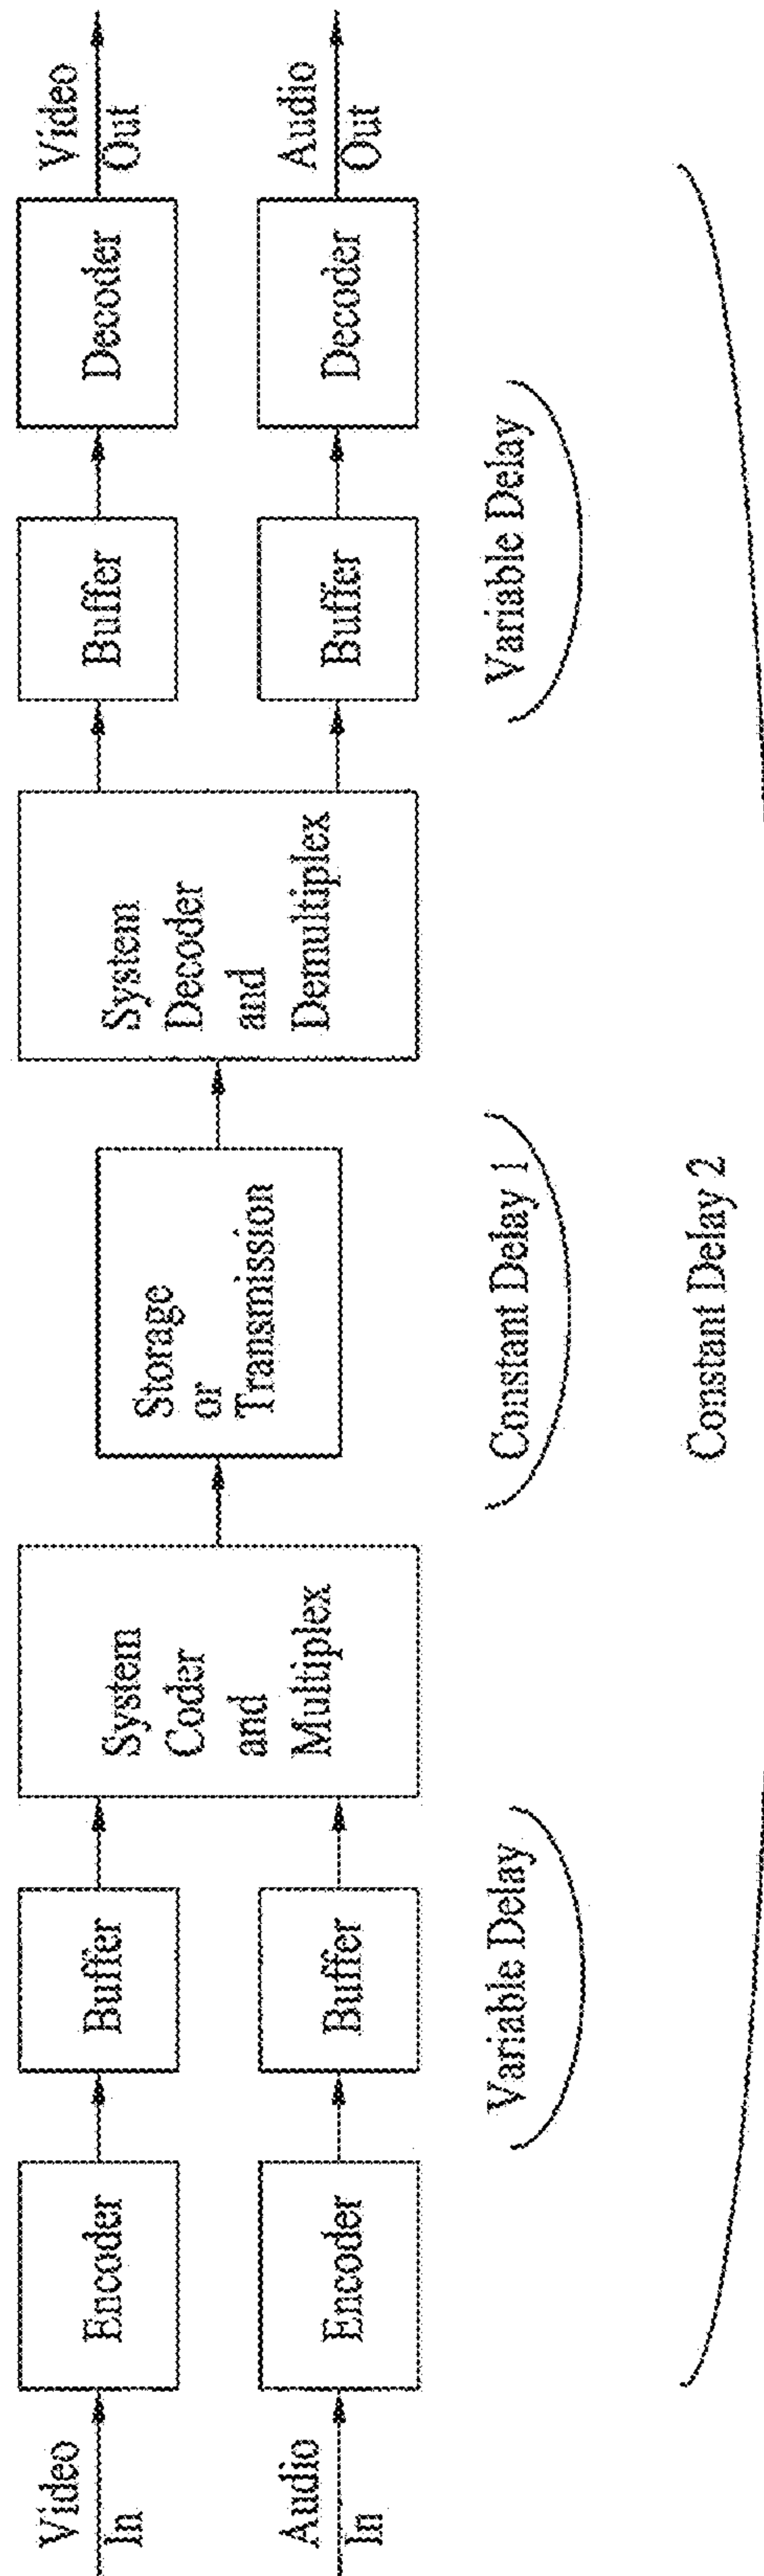 Video
In
Encoder
Buffer
Audio
In
Encoder
Buffer
System
Coder
and
Multiplex
Storage
or
Transmission
System
Decoder
and
Demultiplex
Buffer
Decoder
Video
Out
Buffer
Decoder
Audio
Out
Variable Delay
Constant Delay 1
Variable Delay
Constant Delay 2